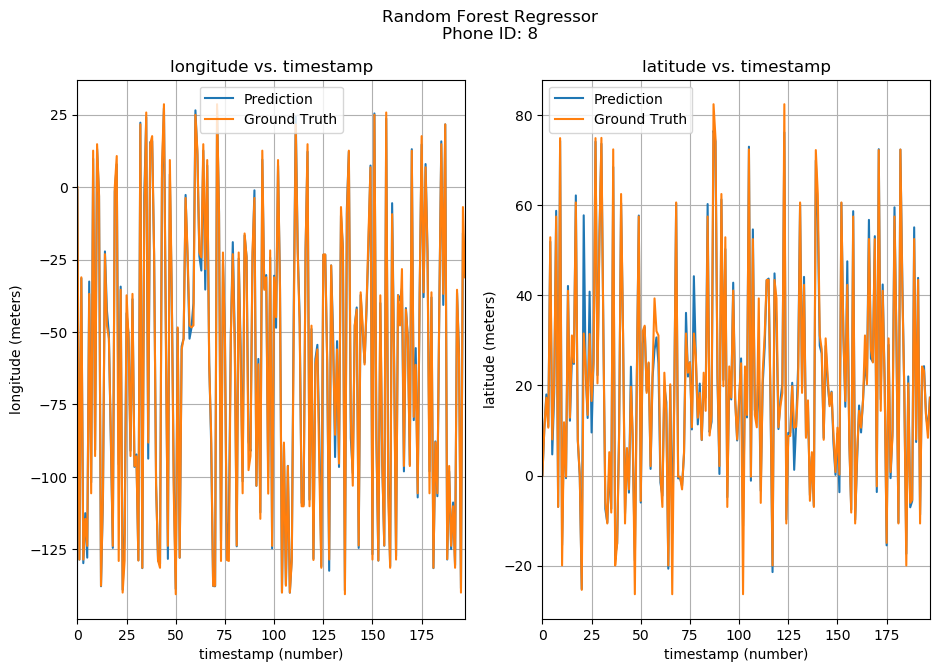 Random Forest Regressor
Phone ID: 8
longitude vs. timestamp
Prediction
Ground Truth
longitude (meters)
25
0
−25
−50
−75
−100
−125
0
25
50
75
100
125
150
175
timestamp (number)
latitude vs. timestamp
Prediction
Ground Truth
latitude (meters)
80
60
40
20
0
−20
0
25
50
75
100
125
150
175
timestamp (number)